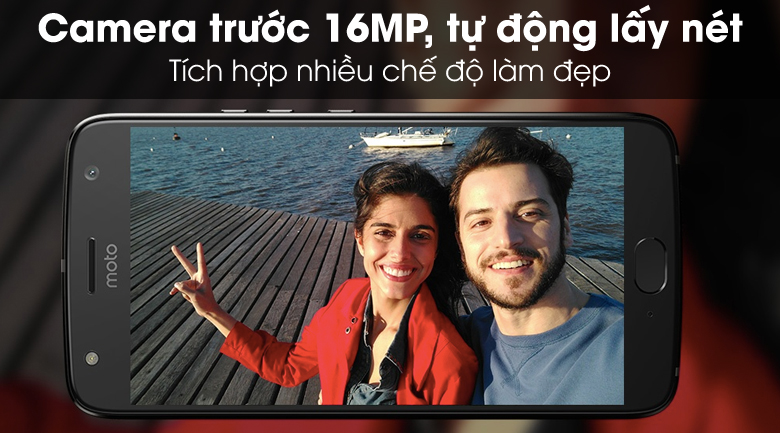 Camera trước 16MP, tự động lấy nét
Tích hợp nhiều chế độ làm đẹp
moto